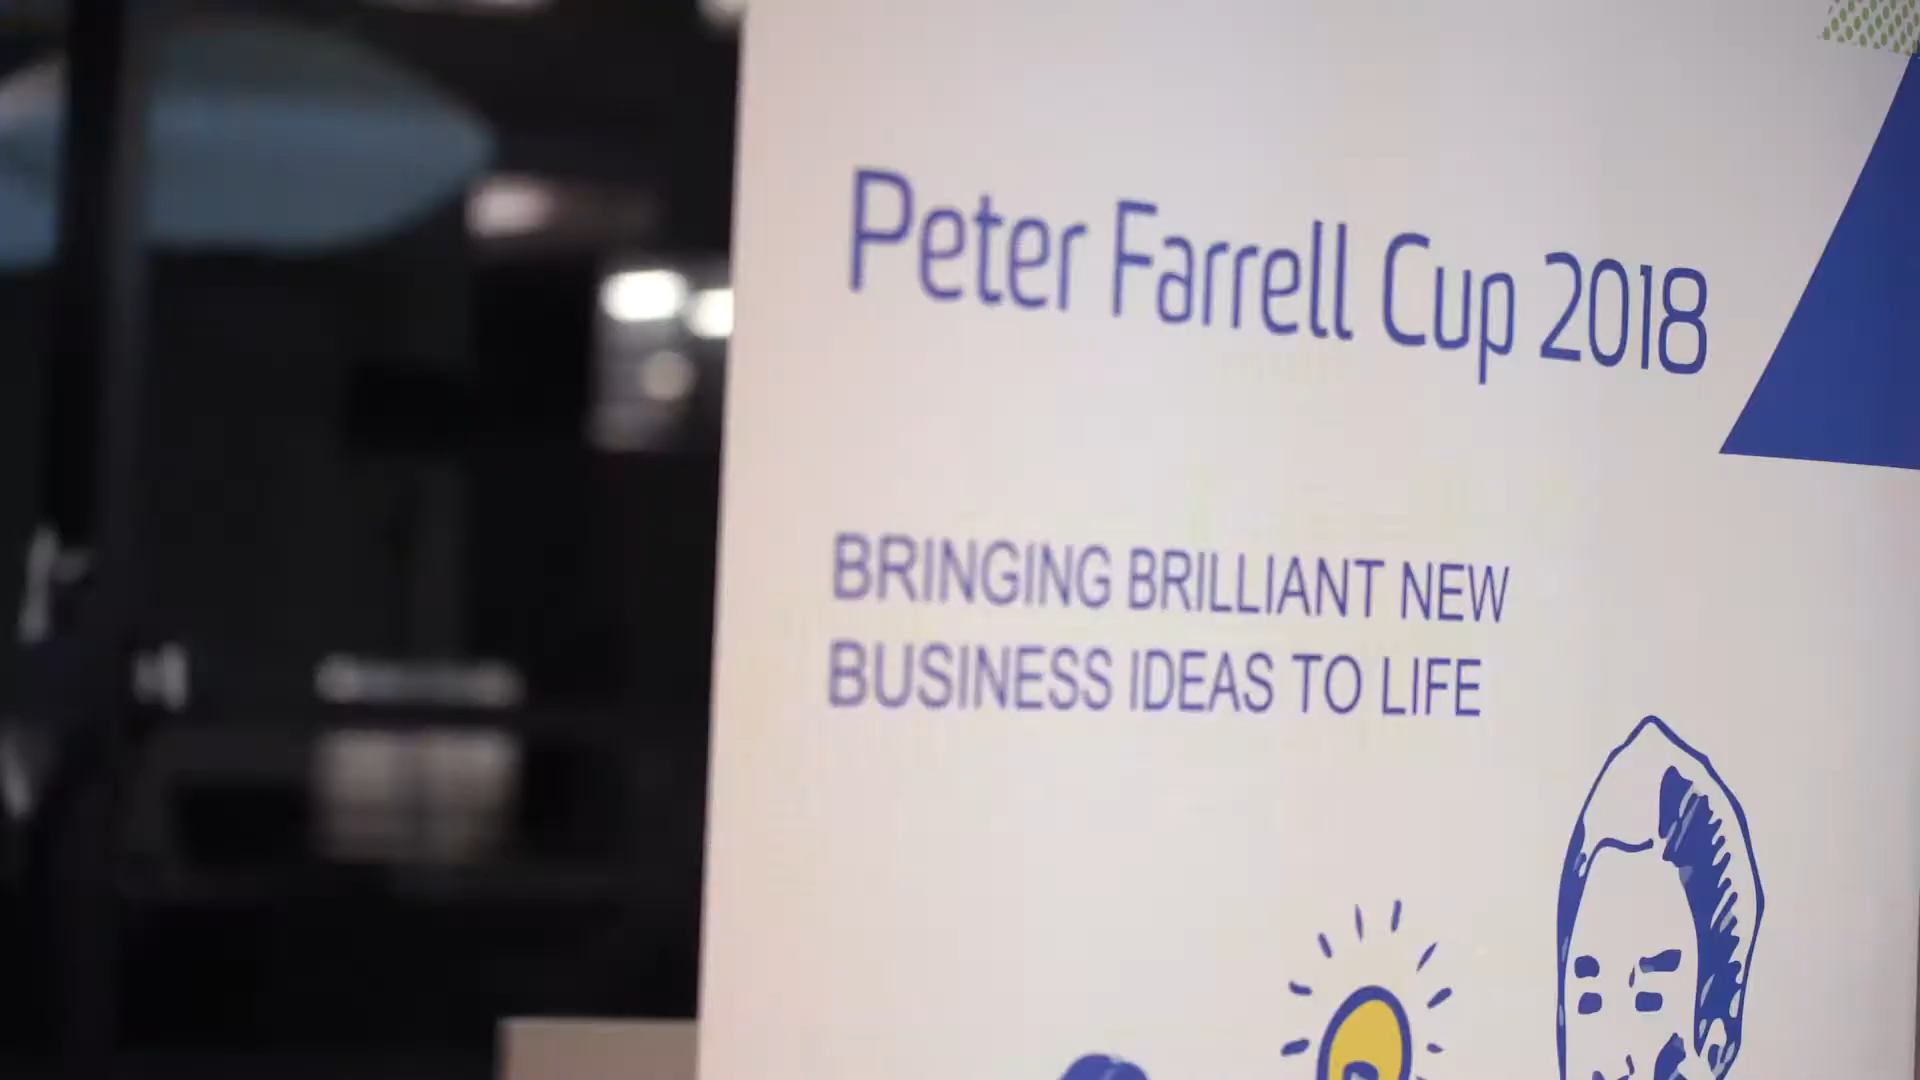 Peter Farrell Cup 2018
BRINGING BRILLIANT NEW
BUSINESS IDEAS TO LIFE